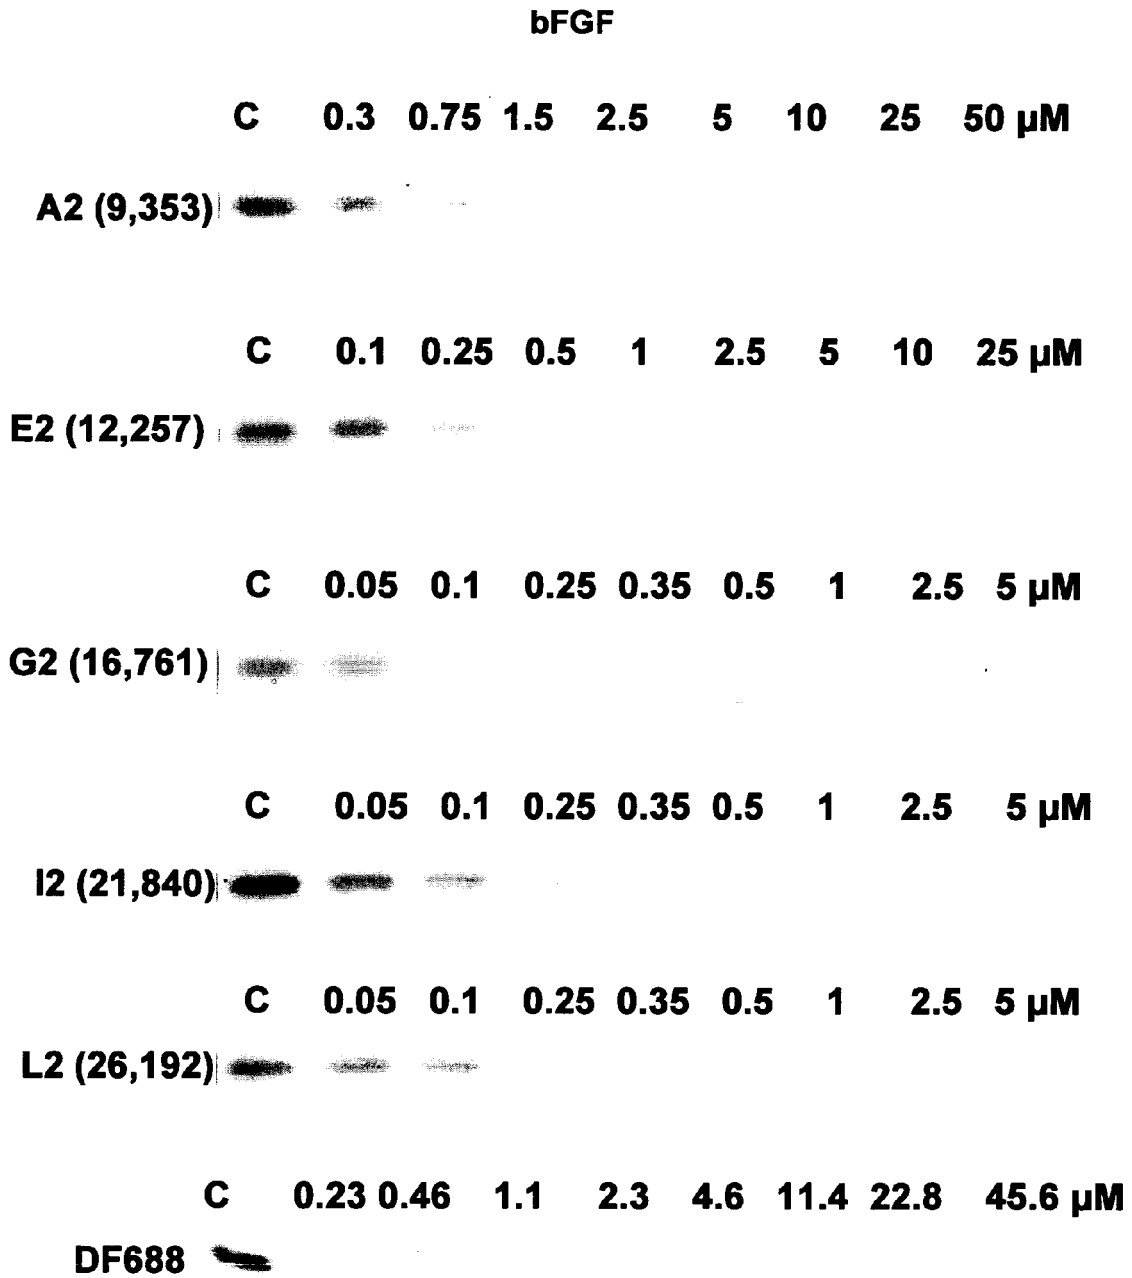 bFGF
C 0.3 0.75 1.5 2.5 5 10 25 50 µM
A2 (9,353)
C 0.1 0.25 0.5 1 2.5 5 10 25 µM
E2 (12,257)
C 0.05 0.1 0.25 0.35 0.5 1 2.5 5 µM
G2 (16,761)
C 0.05 0.1 0.25 0.35 0.5 1 2.5 5 µM
I2 (21,840)
C 0.05 0.1 0.25 0.35 0.5 1 2.5 5 µM
L2 (26,192)
C 0.23 0.46 1.1 2.3 4.6 11.4 22.8 45.6 µM
DF688